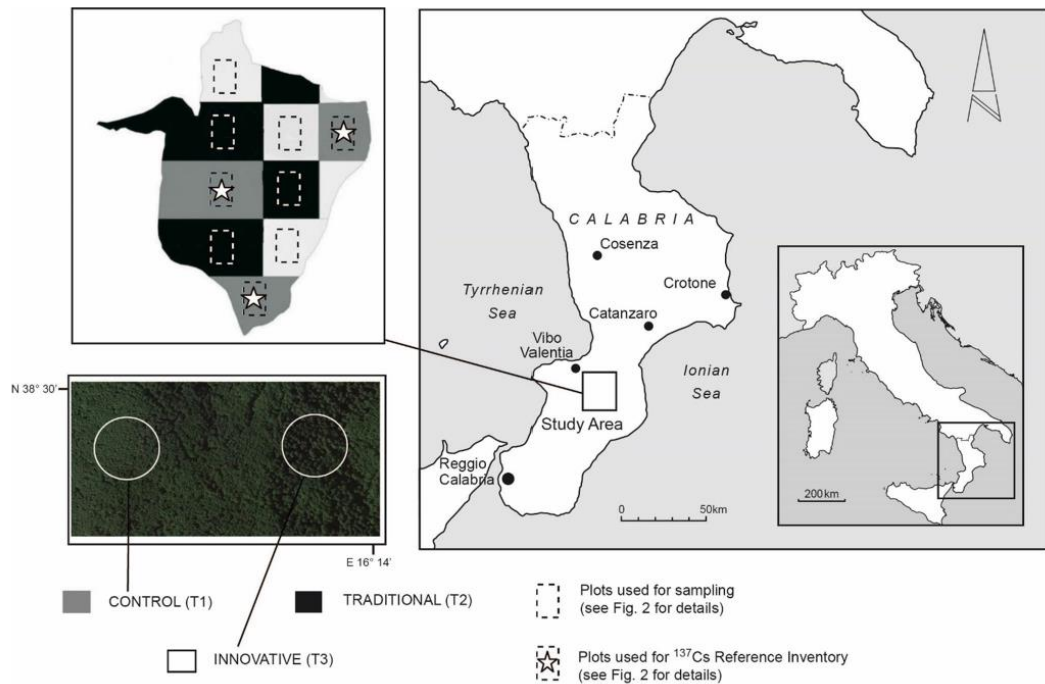 CALABRIA
Cosenza
Crotone
Tyrrhenian
Sea
Catanzaro
Vibo
Valentia
Ionian
Sea
Study Area
Reggio
Calabria
0 50km
200km
N 38° 30'
E 16° 14'
CONTROL (T1)
TRADITIONAL (T2)
Plots used for sampling
(see Fig. 2 for details)
INNOVATIVE (T3)
Plots used for ¹³⁷Cs Reference Inventory
(see Fig. 2 for details)
N